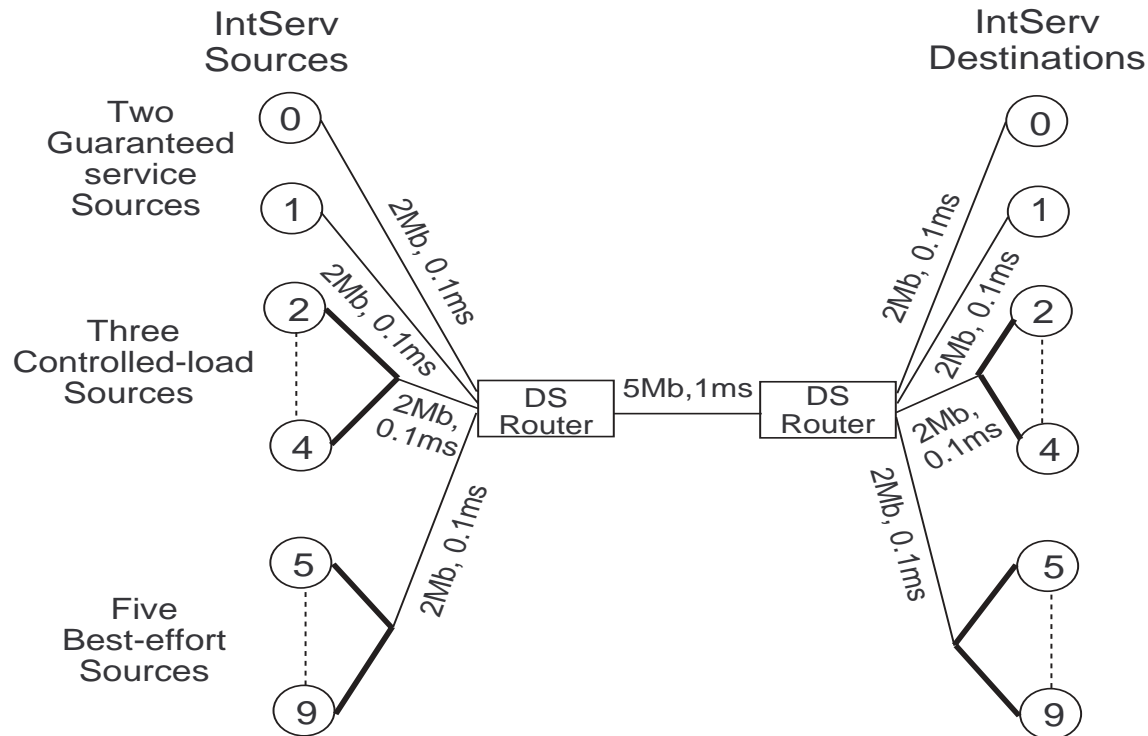 IntServ
Sources
IntServ
Destinations
Two
Guaranteed
service
Sources
0
1
2Mb, 0.1ms
2Mb, 0.1ms
0
1
2Mb, 0.1ms
2Mb, 0.1ms
Three
Controlled-load
Sources
2
4
2Mb,
0.1ms
DS
Router
5Mb,1ms
DS
Router
2
4
2Mb,
0.1ms
Five
Best-effort
Sources
5
9
2Mb, 0.1ms
2Mb, 0.1ms
5
9